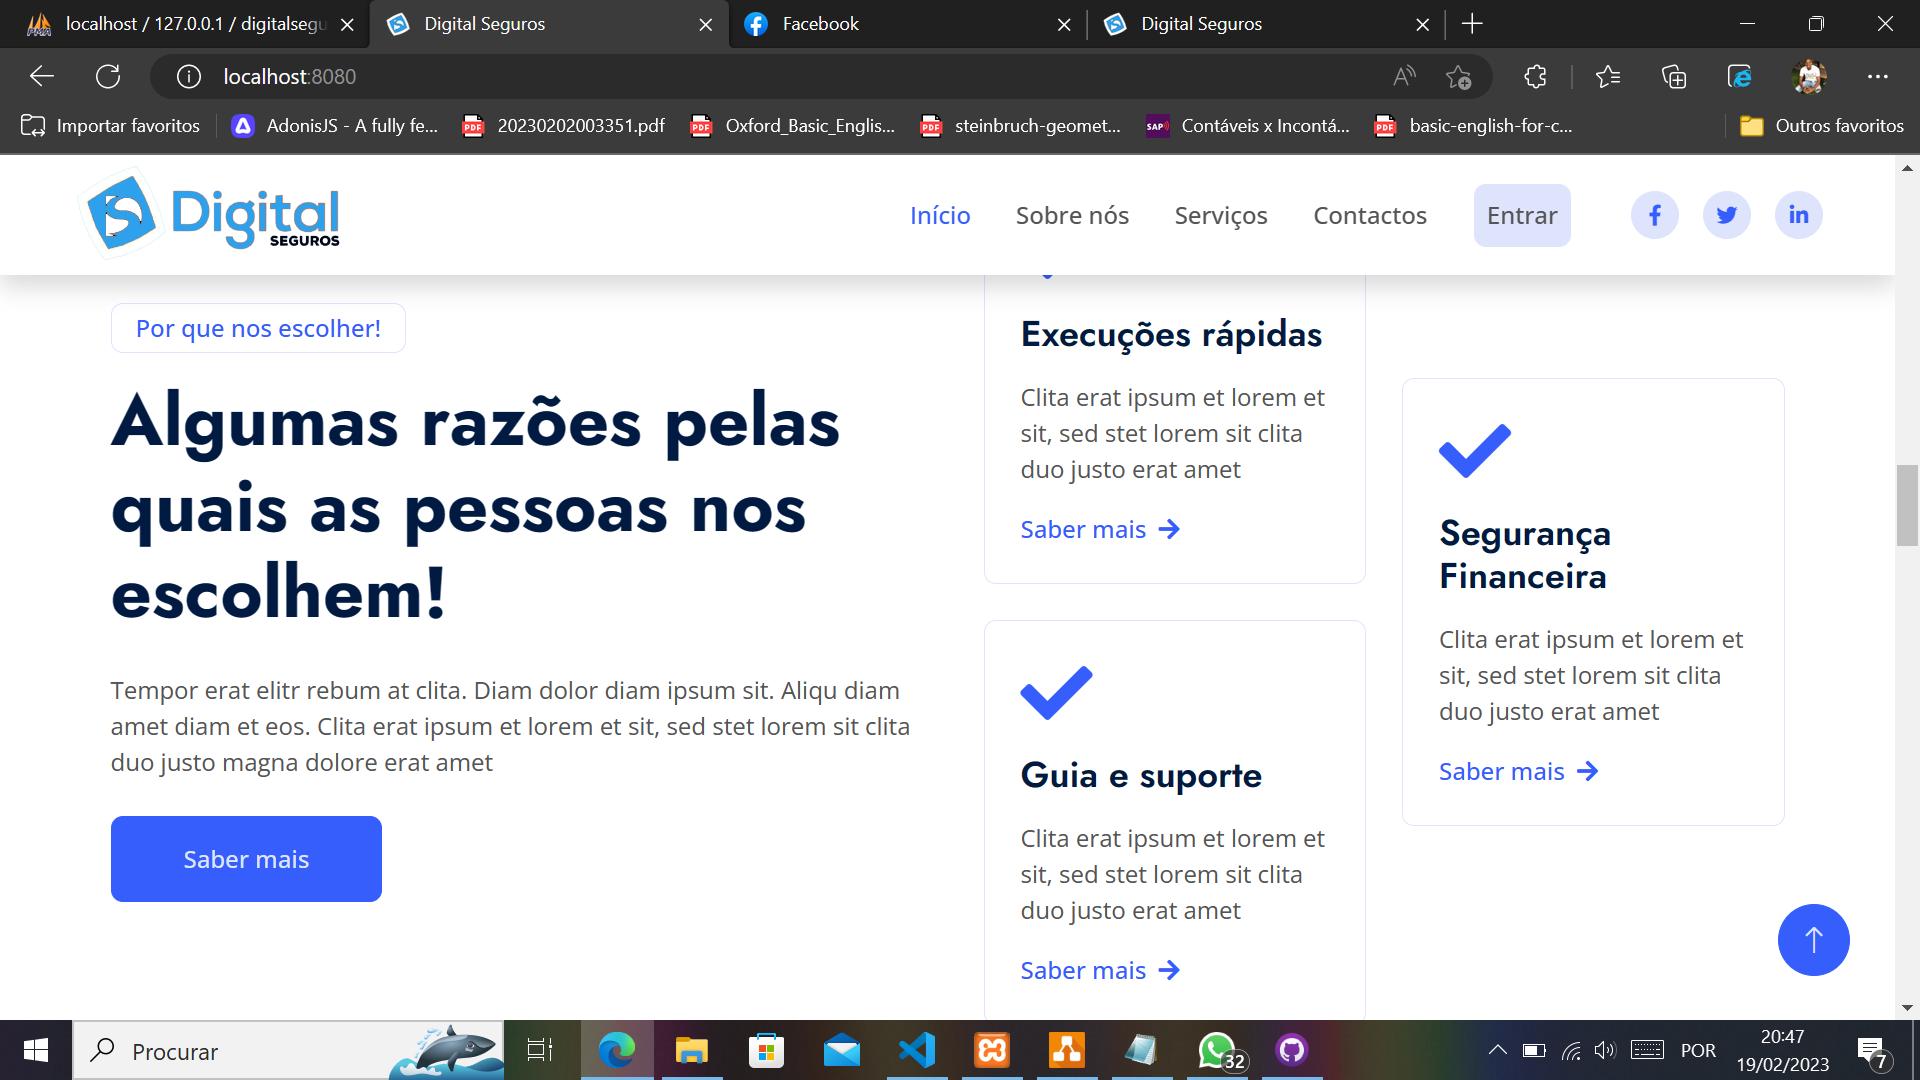 localhost / 127.0.0.1 / digitalsegu
Digital Seguros
Facebook
Digital Seguros
localhost:8080
Importar favoritos
AdonisJS - A fully fe...
20230202003351.pdf
Oxford_Basic_Englis...
steinbruch-geomet...
Contáveis x Incontá...
basic-english-for-c...
Outros favoritos
Digital
SEGUROS
Início
Sobre nós
Serviços
Contactos
Entrar
Por que nos escolher!
Algumas razões pelas
quais as pessoas nos
escolhem!
Tempor erat elitr rebum at clita. Diam dolor diam ipsum sit. Aliqu diam
amet diam et eos. Clita erat ipsum et lorem et sit, sed stet lorem sit clita
duo justo magna dolore erat amet
Saber mais
Execuções rápidas
Clita erat ipsum et lorem et
sit, sed stet lorem sit clita
duo justo erat amet
Saber mais
Guia e suporte
Clita erat ipsum et lorem et
sit, sed stet lorem sit clita
duo justo erat amet
Saber mais
Segurança
Financeira
Clita erat ipsum et lorem et
sit, sed stet lorem sit clita
duo justo erat amet
Saber mais
Procurar
32
POR
20:47
19/02/2023
7